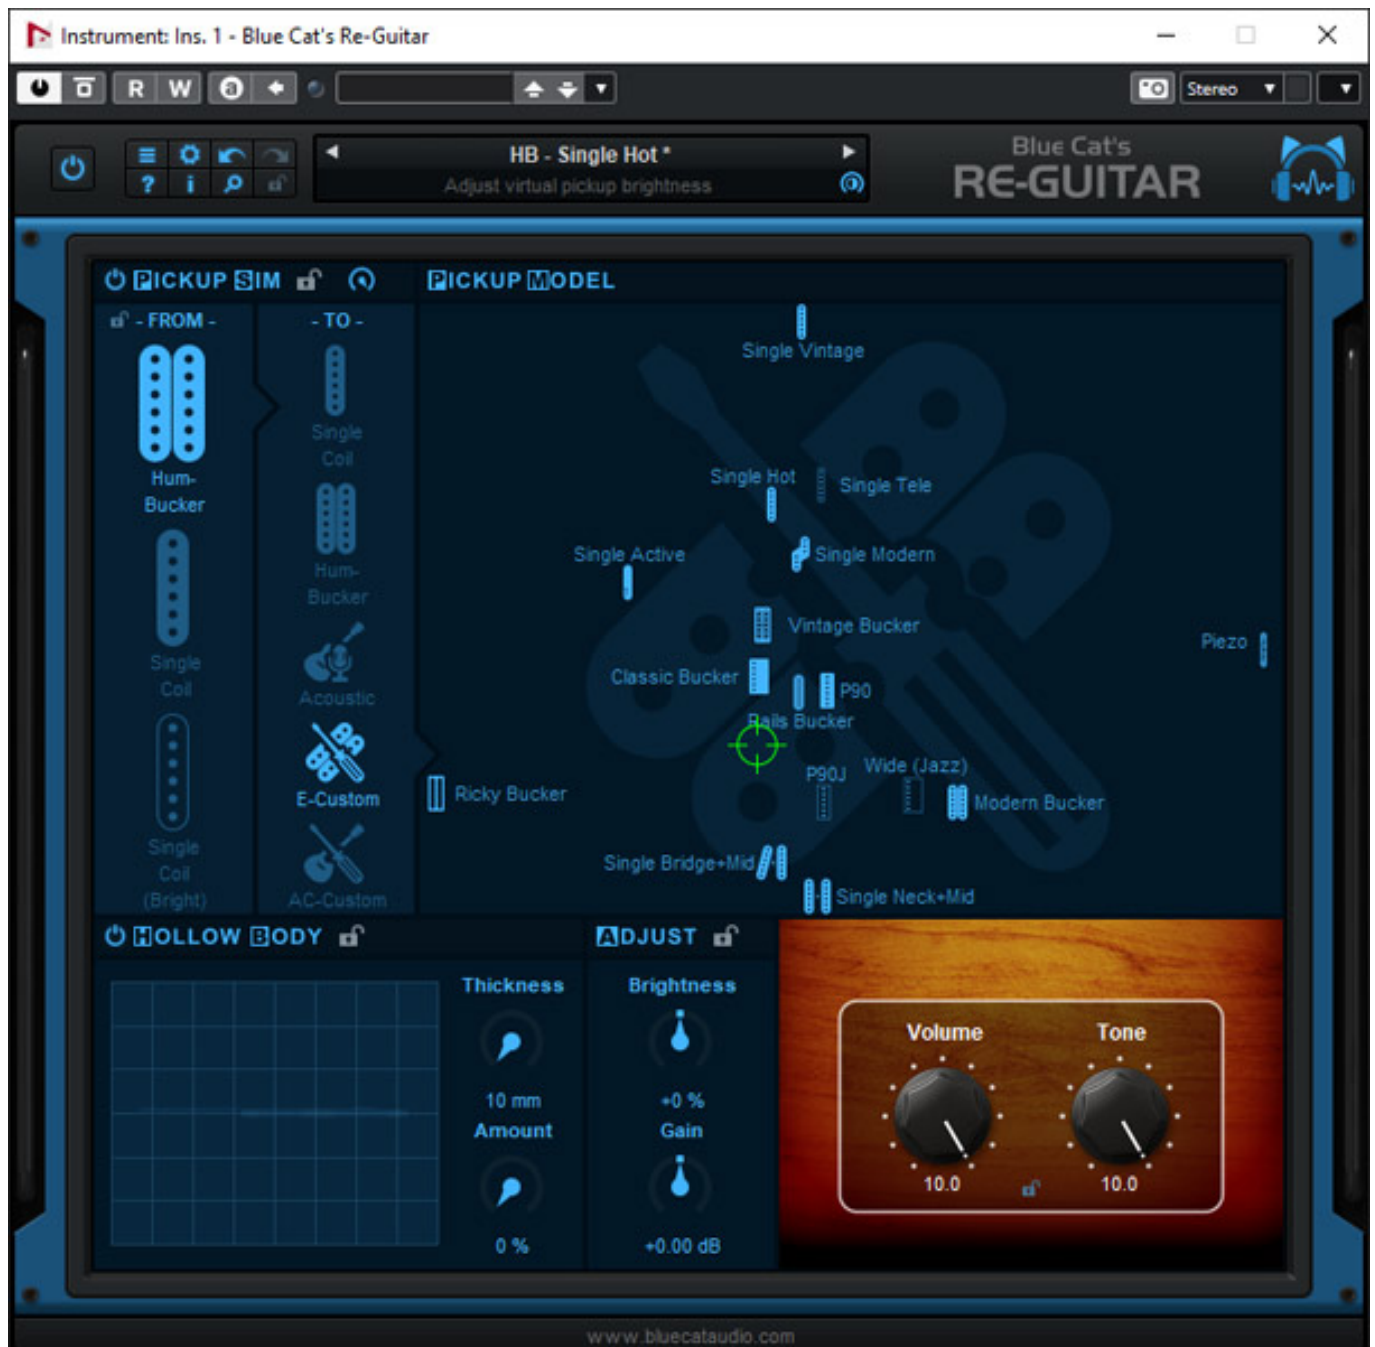 Instrument: Ins. 1 - Blue Cat's Re-Guitar
R W a Stereo
HB - Single Hot *
Adjust virtual pickup brightness
? i
Blue Cat's
RE-GUITAR
PICKUP SIM
PICKUP MODEL
- FROM -
- TO -
Hum-
Bucker
Single
Coil
Single
Coil
(Bright)
Single
Coil
Hum-
Bucker
Acoustic
E-Custom
AC-Custom
Single Vintage
Single Hot
Single Tele
Single Active
Single Modern
Vintage Bucker
Piezo
Classic Bucker
P90
Rails Bucker
P90J
Wide (Jazz)
Ricky Bucker
Modern Bucker
Single Bridge+Mid
Single Neck+Mid
HOLLOW BODY
Thickness
10 mm
Amount
0 %
ADJUST
Brightness
+0 %
Gain
+0.00 dB
Volume
Tone
10.0
10.0
www.bluecataudio.com